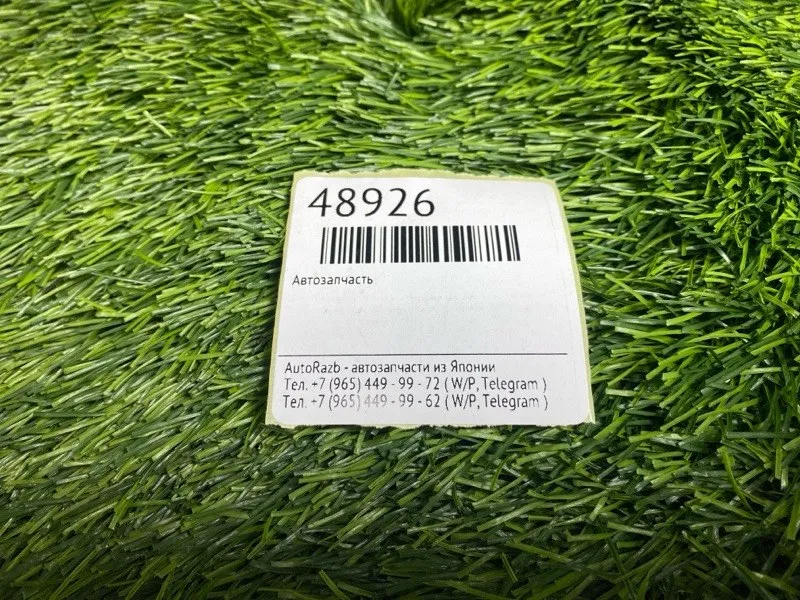 48926
Автозапчасть
AutoRazb - автозапчасти из Японии
Тел. +7 (965) 449 - 99 - 72 ( W/P, Telegram )
Тел. +7 (965) 449 - 99 - 62 ( W/P, Telegram )